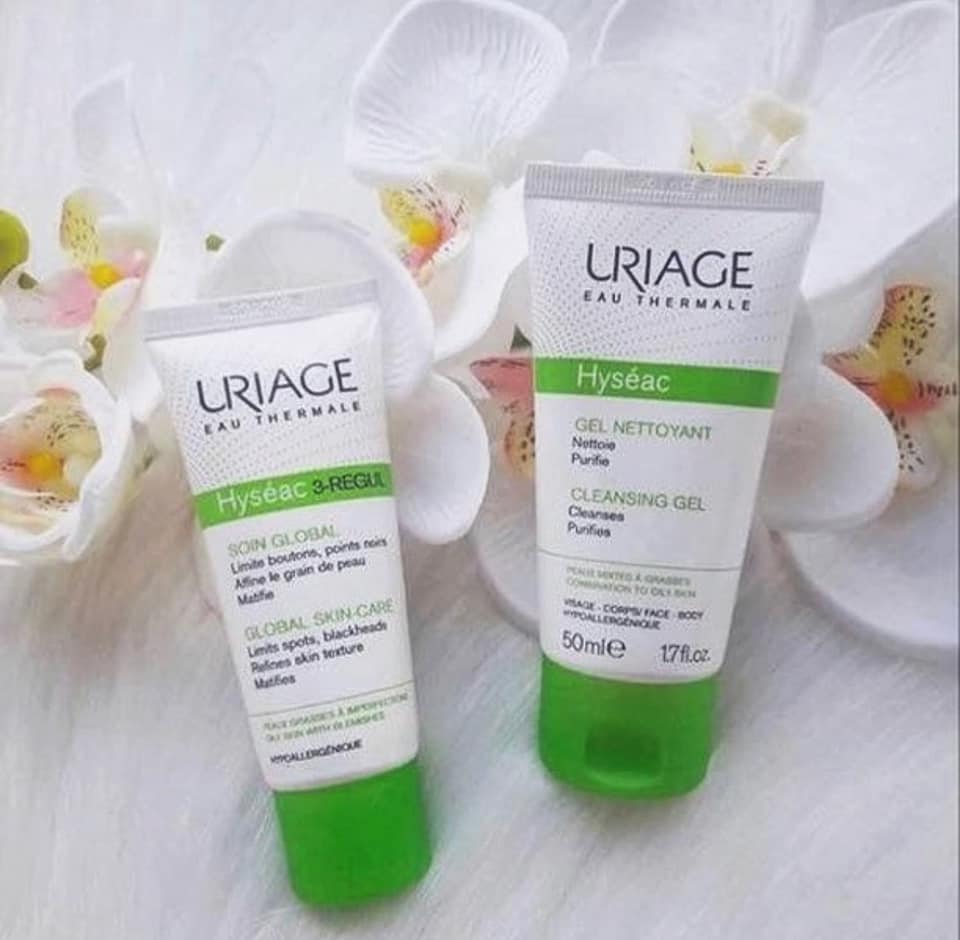 URIAGE
EAU THERMALE
Hyséac 3-REGUL
SOIN GLOBAL
Limite boutons, points noirs
Affine le grain de peau
Matifie
GLOBAL SKIN-CARE
Limits spots, blackheads
Refines skin texture
Matifies
PEAUX GRASSES À IMPERFECTIONS
OILY SKIN WITH BLEMISHES
HYPOALLERGÉNIQUE
URIAGE
EAU THERMALE
Hyséac
GEL NETTOYANT
Nettoie
Purifie
CLEANSING GEL
Cleanses
Purifies
PEAUX MIXTES À GRASSES
COMBINATION TO OILY SKIN
VISAGE - CORPS/ FACE - BODY
HYPOALLERGÉNIQUE
50ml℮ 1.7fl.oz.